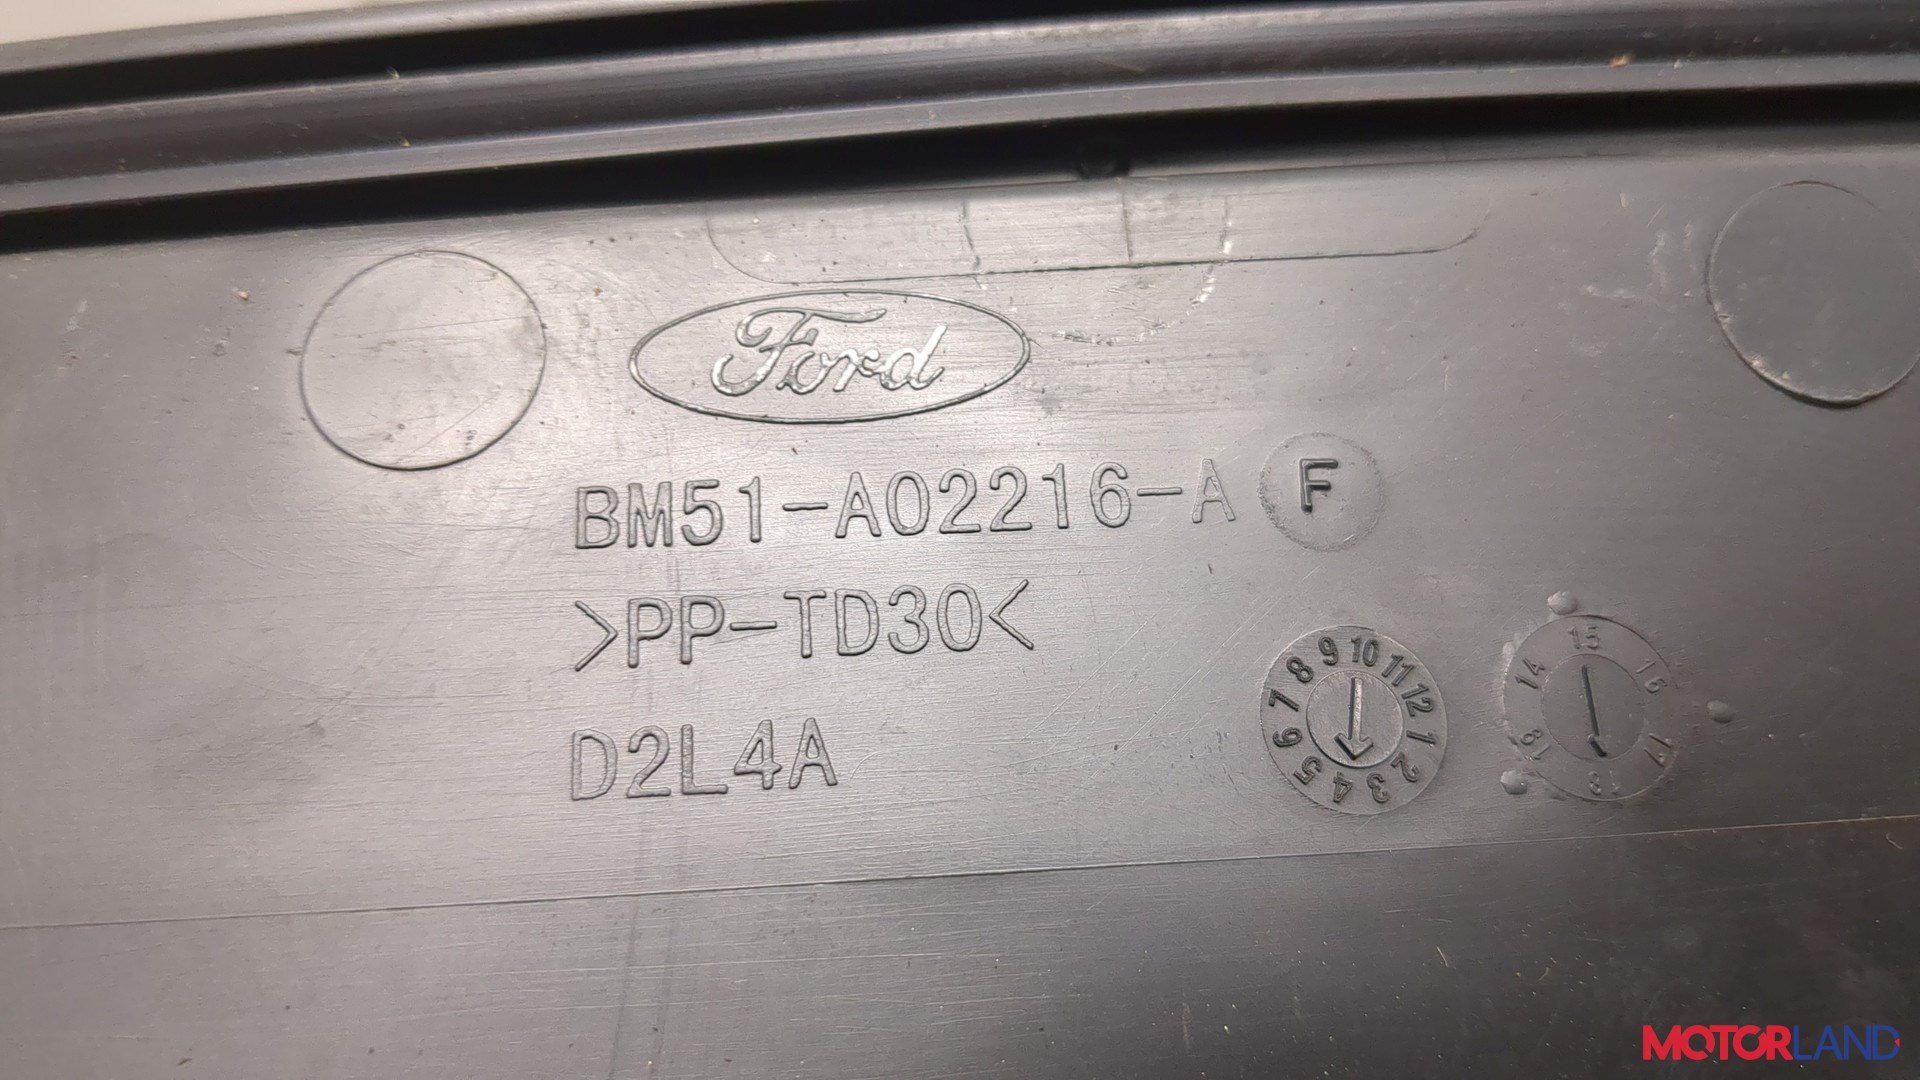 Ford
BM51-A02216-A F
>PP-TD30<
D2L4A
1 2 3 4 5 6 7 8 9 10 11 12
13 14 15 16 17 18
MOTORLAND